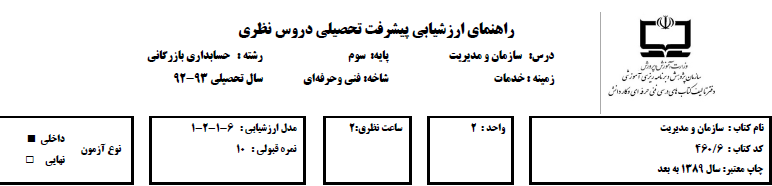 راهنمای ارزشیابی پیشرفت تحصیلی دروس نظری
درس: سازمان و مدیریت پایه: سوم رشته : حسابداری بازرگانی
زمینه : خدمات شاخه: فنی وحرفه‌ای سال تحصیلی ۹۳-۹۲
وزارت آموزش و پرورش
سازمان پژوهش و برنامه ریزی آموزشی
دفتر تالیف کتاب های درسی فنی حرفه ای و کار دانش
نام کتاب : سازمان و مدیریت
کد کتاب : ۴۶۰/۶
چاپ معتبر: سال ۱۳۸۹ به بعد
واحد : ۲
ساعت نظری:۲
مدل ارزشیابی : ۶-۱-۲-۱
نمره قبولی : ۱۰
نوع آزمون
داخلی ■
نهایی □